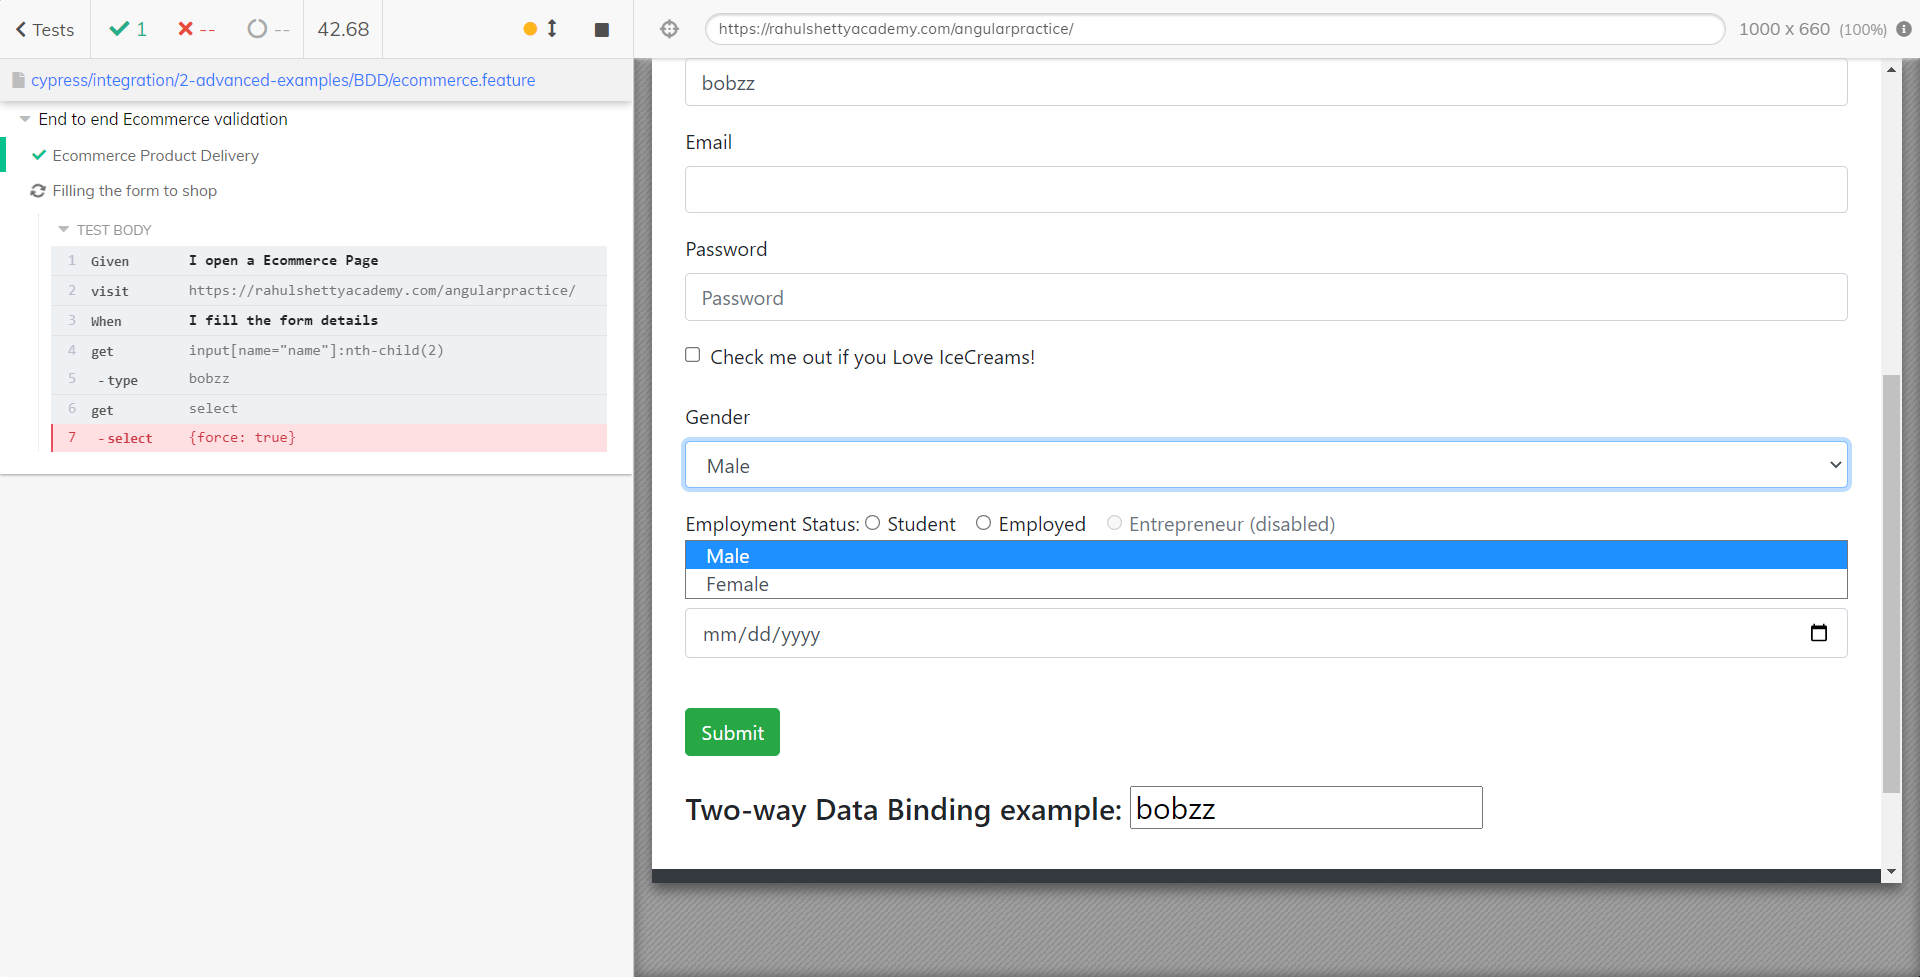 Tests
1
--
--
42.68
https://rahulshettyacademy.com/angularpractice/
1000 x 660 (100%)
cypress/integration/2-advanced-examples/BDD/ecommerce.feature
End to end Ecommerce validation
Ecommerce Product Delivery
Filling the form to shop
TEST BODY
1 Given I open a Ecommerce Page
2 visit https://rahulshettyacademy.com/angularpractice/
3 When I fill the form details
4 get input[name="name"]:nth-child(2)
5 -type bobzz
6 get select
7 -select {force: true}
bobzz
Email
Password
Password
Check me out if you Love IceCreams!
Gender
Male
Employment Status: Student Employed Entrepreneur (disabled)
Male
Female
mm/dd/yyyy
Submit
Two-way Data Binding example: bobzz